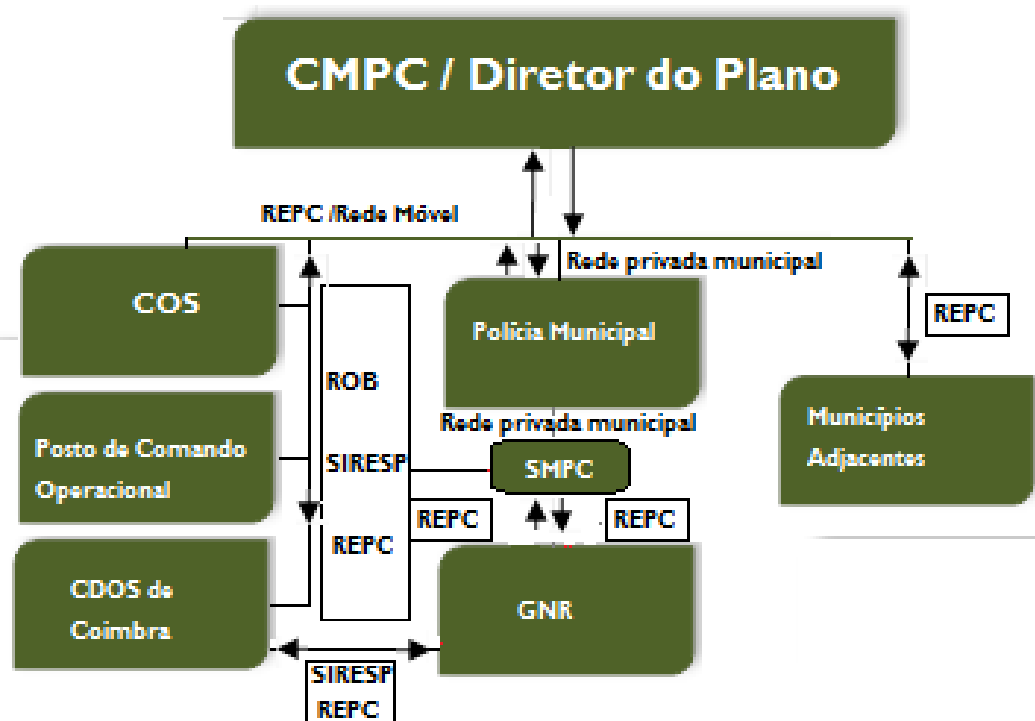 CMPC / Diretor do Plano
REPC /Rede Móvel
Rede privada municipal
COS
Polícia Municipal
REPC
ROB
SIRESP
REPC
Municípios
Adjacentes
Rede privada municipal
Posto de Comando
Operacional
SMPC
REPC
REPC
CDOS de
Coimbra
GNR
SIRESP
REPC